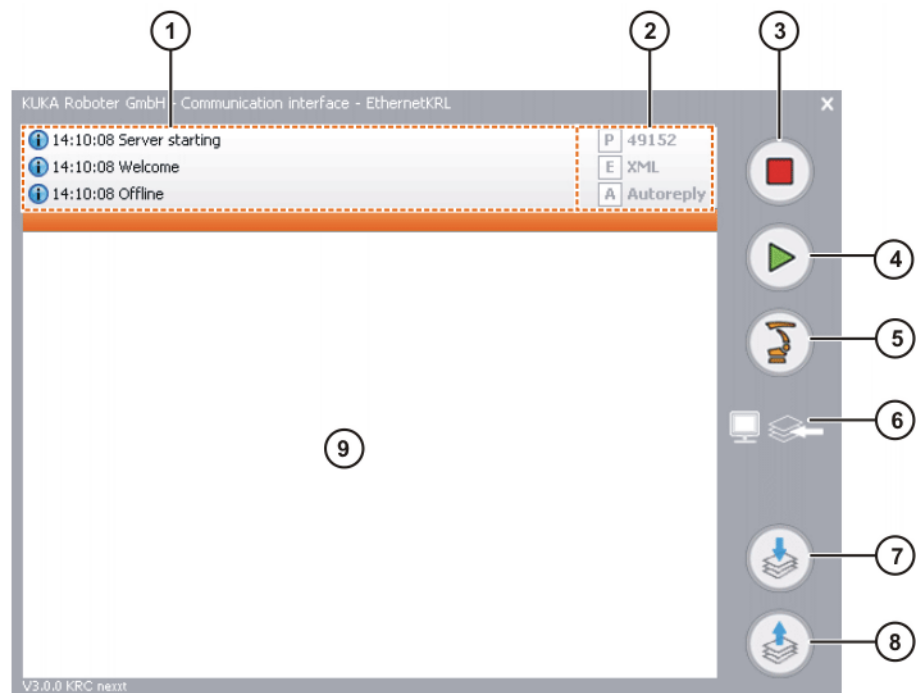 1 2 3
KUKA Roboter GmbH - Communication interface - EthernetKRL X
14:10:08 Server starting P 49152
14:10:08 Welcome E XML
14:10:08 Offline A Autoreply
4
5
6
9
7
8
V3.0.0 KRC nexxt